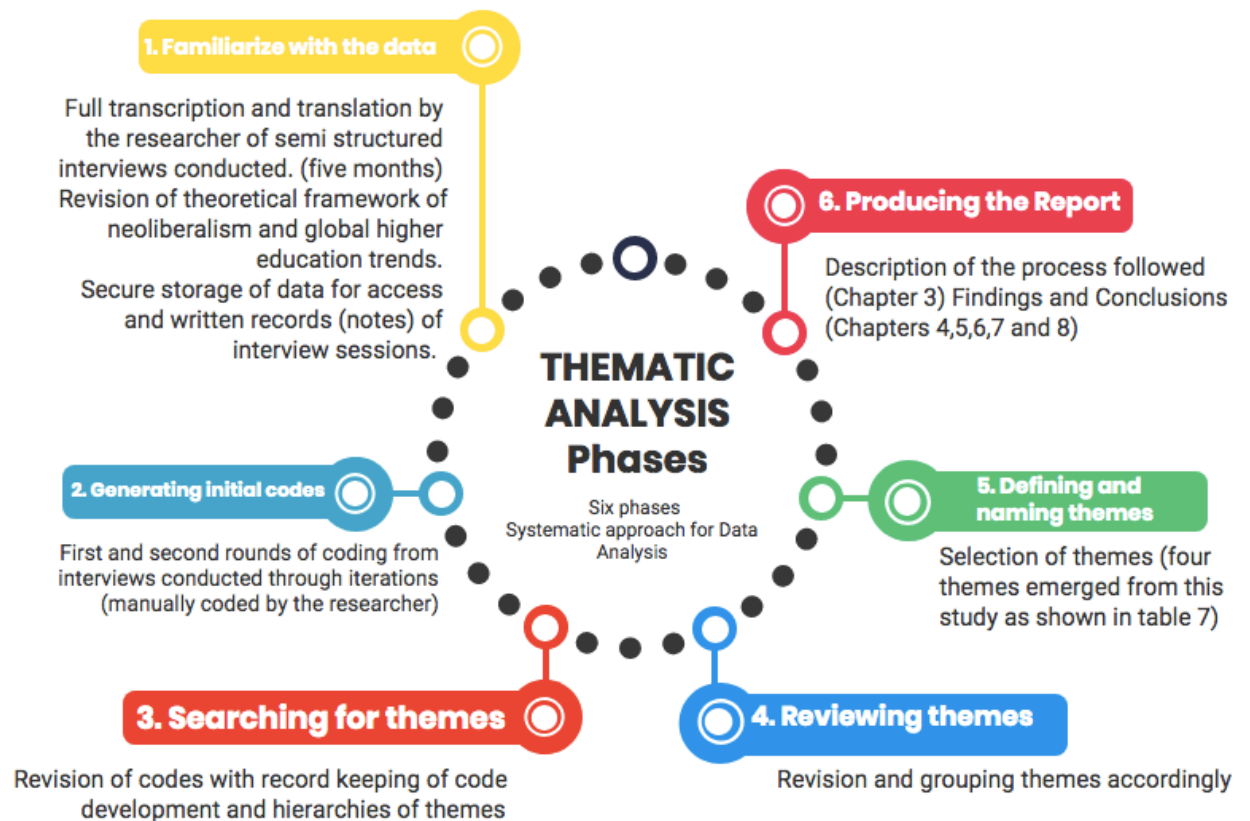 1. Familiarize with the data
Full transcription and translation by
the researcher of semi structured
interviews conducted. (five months)
Revision of theoretical framework of
neoliberalism and global higher
education trends.
Secure storage of data for access
and written records (notes) of
interview sessions.
2. Generating initial codes
First and second rounds of coding from
interviews conducted through iterations
(manually coded by the researcher)
3. Searching for themes
Revision of codes with record keeping of code
development and hierarchies of themes
THEMATIC
ANALYSIS
Phases
Six phases
Systematic approach for Data
Analysis
4. Reviewing themes
Revision and grouping themes accordingly
5. Defining and
naming themes
Selection of themes (four
themes emerged from this
study as shown in table 7)
6. Producing the Report
Description of the process followed
(Chapter 3) Findings and Conclusions
(Chapters 4,5,6,7 and 8)